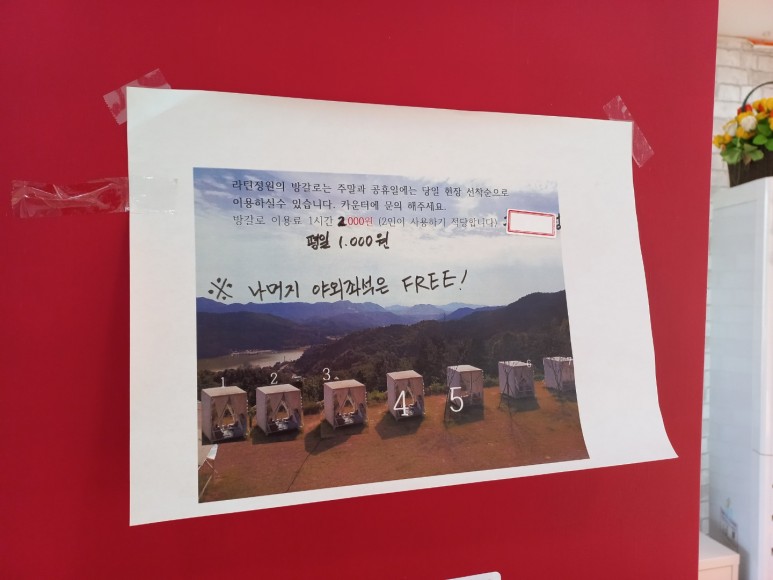 라틴정원의 방갈로는 주말과 공휴일에는 당일 현장 선착순으로
이용하실수 있습니다. 카운터에 문의 해주세요.
방갈로 이용료 1시간 2000원 (2인이 사용하기 적당합니다)
평일 1.000원
※ 나머지 야외좌석은 FREE!
1 2 3 4 5 6 7